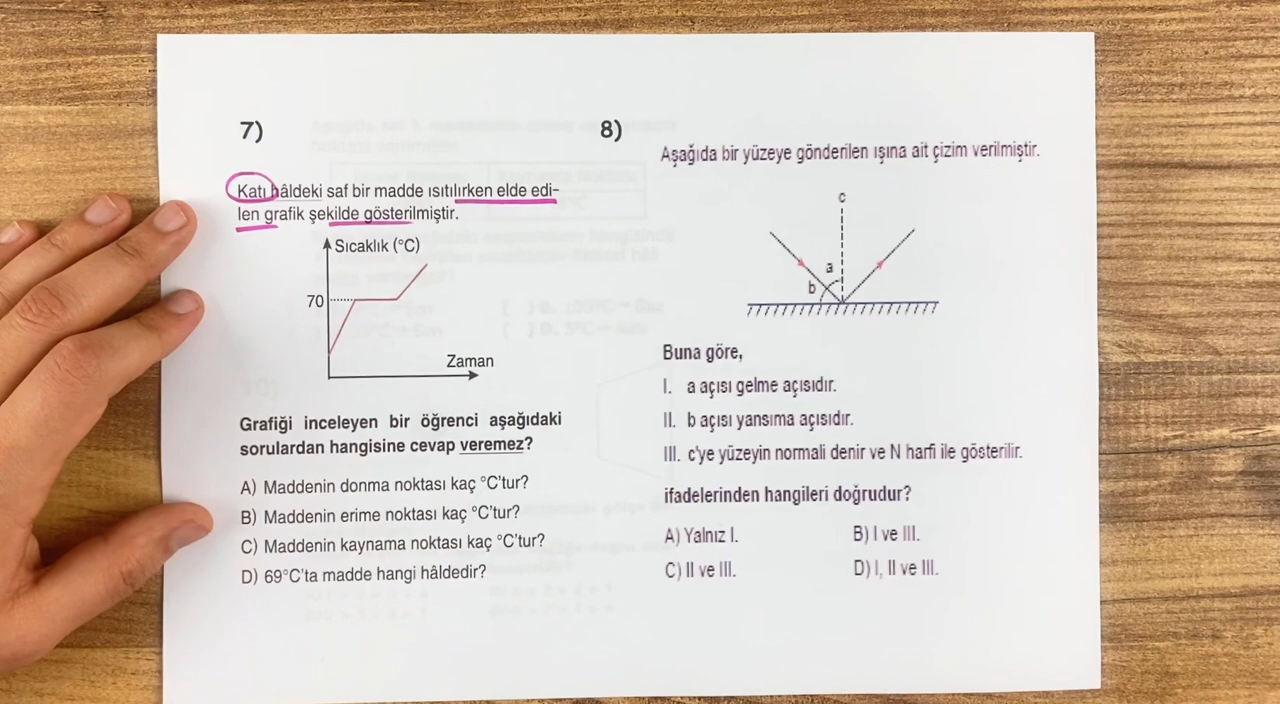 7)
Katı hâldeki saf bir madde ısıtılırken elde edi-
len grafik şekilde gösterilmiştir.
Sıcaklık (°C)
70
Zaman
Grafiği inceleyen bir öğrenci aşağıdaki
sorulardan hangisine cevap veremez?
A) Maddenin donma noktası kaç °C'tur?
B) Maddenin erime noktası kaç °C'tur?
C) Maddenin kaynama noktası kaç °C'tur?
D) 69°C'ta madde hangi hâldedir?
8)
Aşağıda bir yüzeye gönderilen ışına ait çizim verilmiştir.
c
a
b
Buna göre,
I. a açısı gelme açısıdır.
II. b açısı yansıma açısıdır.
III. c'ye yüzeyin normali denir ve N harfi ile gösterilir.
ifadelerinden hangileri doğrudur?
A) Yalnız I.
B) I ve III.
C) II ve III.
D) I, II ve III.